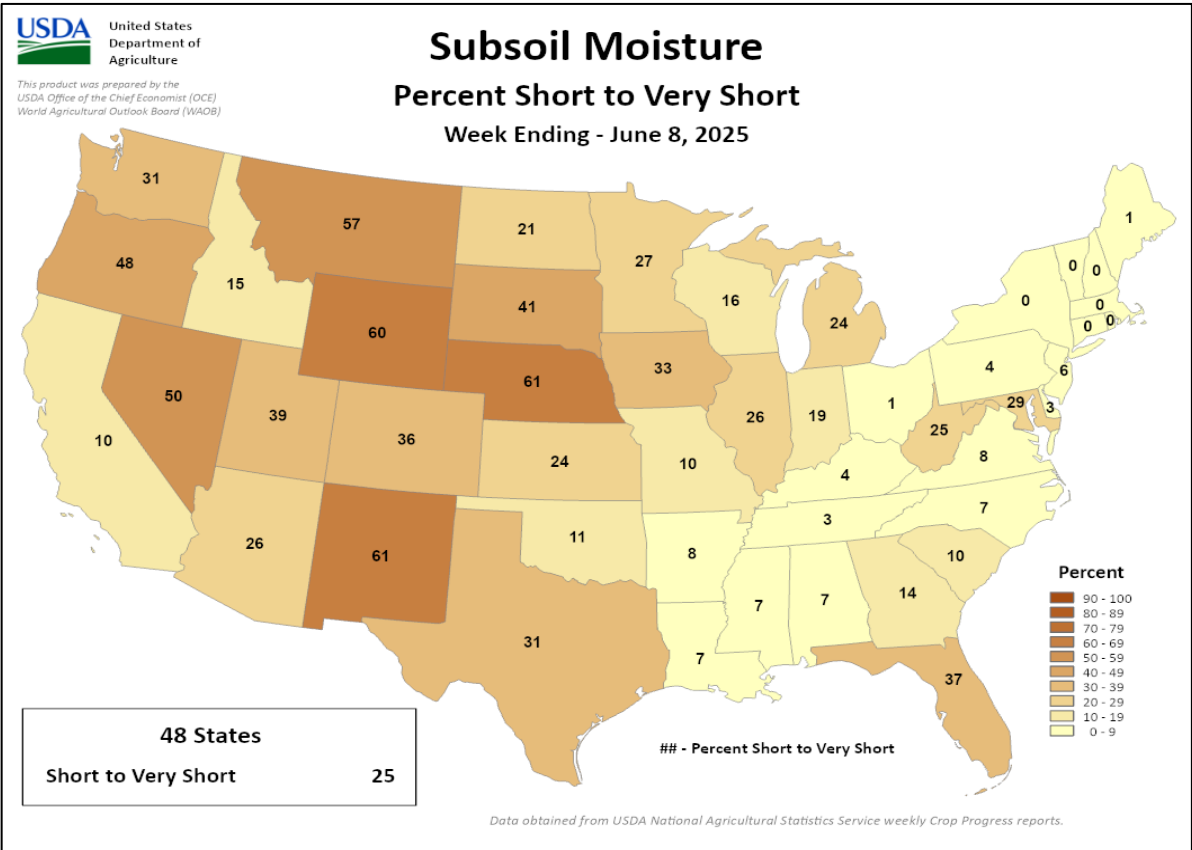 USDA
United States
Department of
Agriculture
This product was prepared by the
USDA Office of the Chief Economist (OCE)
World Agricultural Outlook Board (WAOB)
Subsoil Moisture
Percent Short to Very Short
Week Ending - June 8, 2025
31
57
21
27
1
48
15
60
41
16
24
0
0
0
0
0
0
50
39
36
61
33
26
19
1
4
6
29
3
25
8
10
24
10
4
7
3
26
61
11
8
10
14
7
7
7
31
37
Percent
90 - 100
80 - 89
70 - 79
60 - 69
50 - 59
40 - 49
30 - 39
20 - 29
10 - 19
0 - 9
48 States
Short to Very Short 25
## - Percent Short to Very Short
Data obtained from USDA National Agricultural Statistics Service weekly Crop Progress reports.